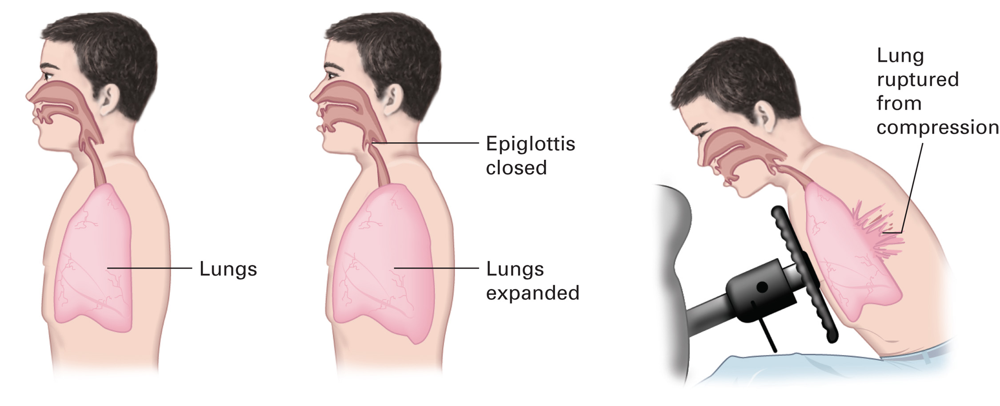 Lungs
Epiglottis
closed
Lungs
expanded
Lung
ruptured
from
compression